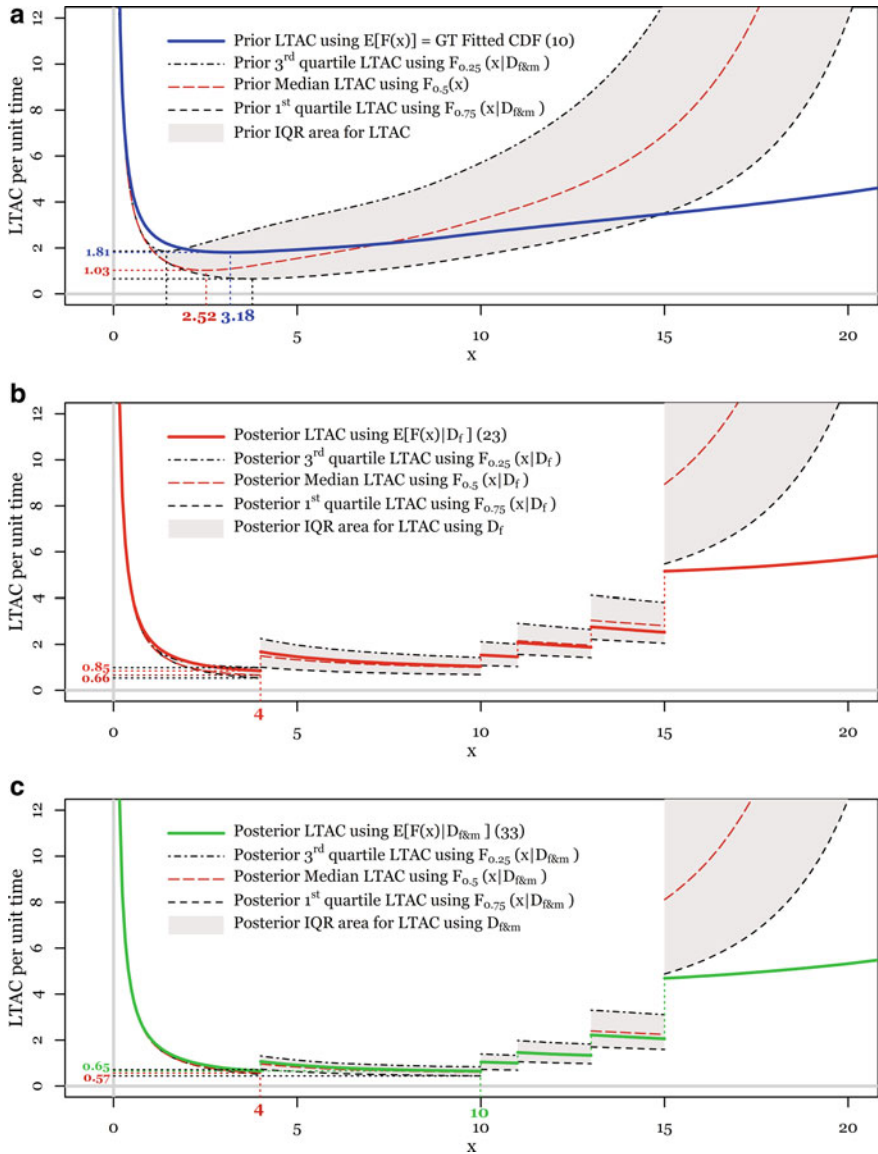 a
LTAC per unit time
12
10
8
6
4
2
0
1.81
1.03
Prior LTAC using E[F(x)] = GT Fitted CDF (10)
Prior 3rd quartile LTAC using F0.25 (x|Df&m)
Prior Median LTAC using F0.5(x)
Prior 1st quartile LTAC using F0.75 (x|Df&m)
Prior IQR area for LTAC
2.52 3.18
0 5 10 15 20
x
b
LTAC per unit time
12
10
8
6
4
2
0
0.85
0.66
Posterior LTAC using E[F(x)|Df ] (23)
Posterior 3rd quartile LTAC using F0.25 (x|Df )
Posterior Median LTAC using F0.5 (x|Df )
Posterior 1st quartile LTAC using F0.75 (x|Df )
Posterior IQR area for LTAC using Df
4
0 5 10 15 20
x
c
LTAC per unit time
12
10
8
6
4
2
0
0.65
0.57
Posterior LTAC using E[F(x)|Df&m ] (33)
Posterior 3rd quartile LTAC using F0.25 (x|Df&m )
Posterior Median LTAC using F0.5 (x|Df&m )
Posterior 1st quartile LTAC using F0.75 (x|Df&m )
Posterior IQR area for LTAC using Df&m
4 10
0 5 10 15 20
x